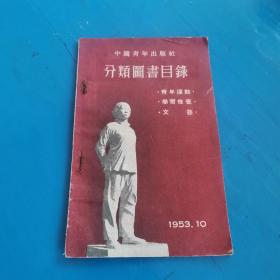 中國青年出版社
分類圖書目錄
·青年運動·
·學習修養·
·文藝·
1953.10